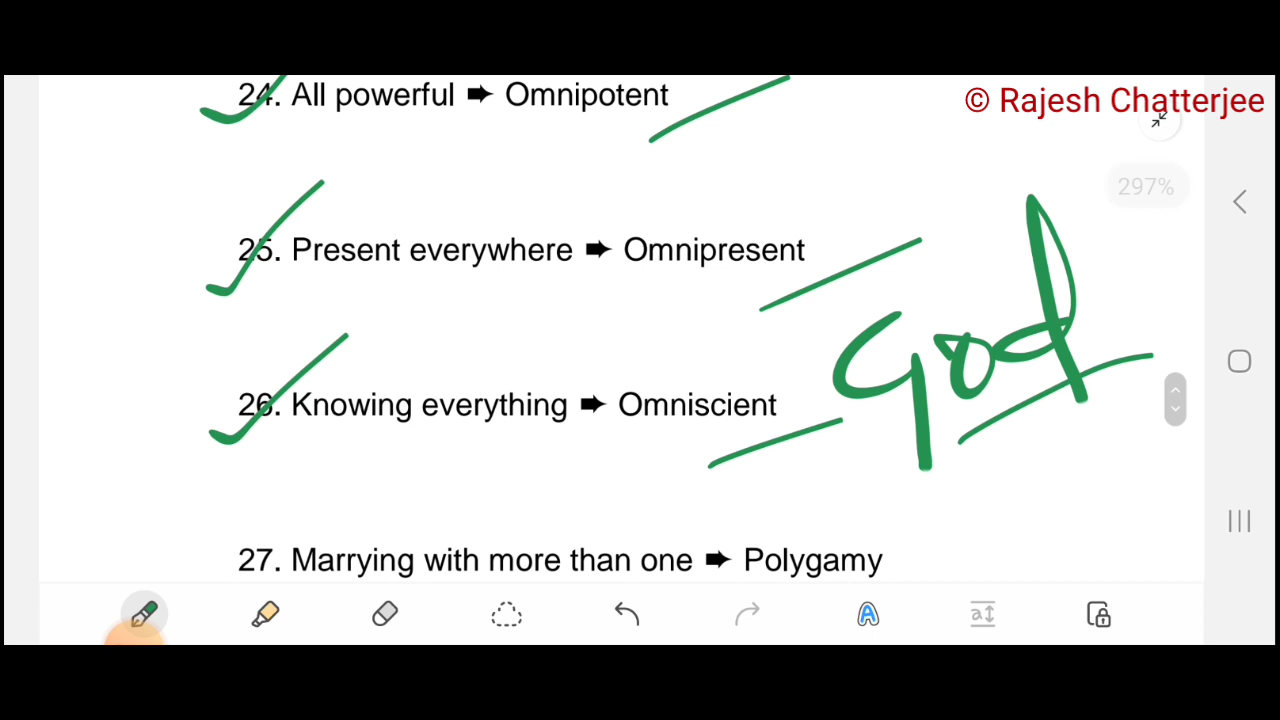 24. All powerful ➨ Omnipotent
© Rajesh Chatterjee
297%
25. Present everywhere ➨ Omnipresent
God
26. Knowing everything ➨ Omniscient
27. Marrying with more than one ➨ Polygamy